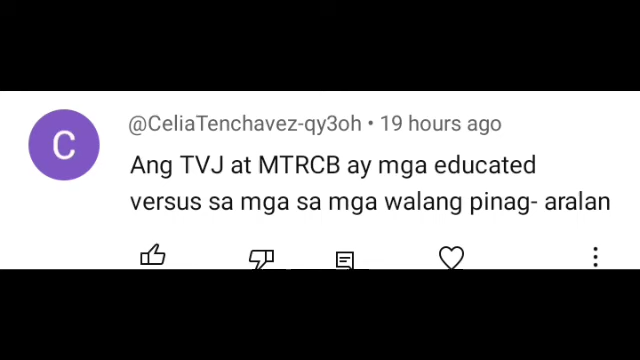 C
@CeliaTenchavez-qy3oh • 19 hours ago
Ang TVJ at MTRCB ay mga educated
versus sa mga sa mga walang pinag- aralan